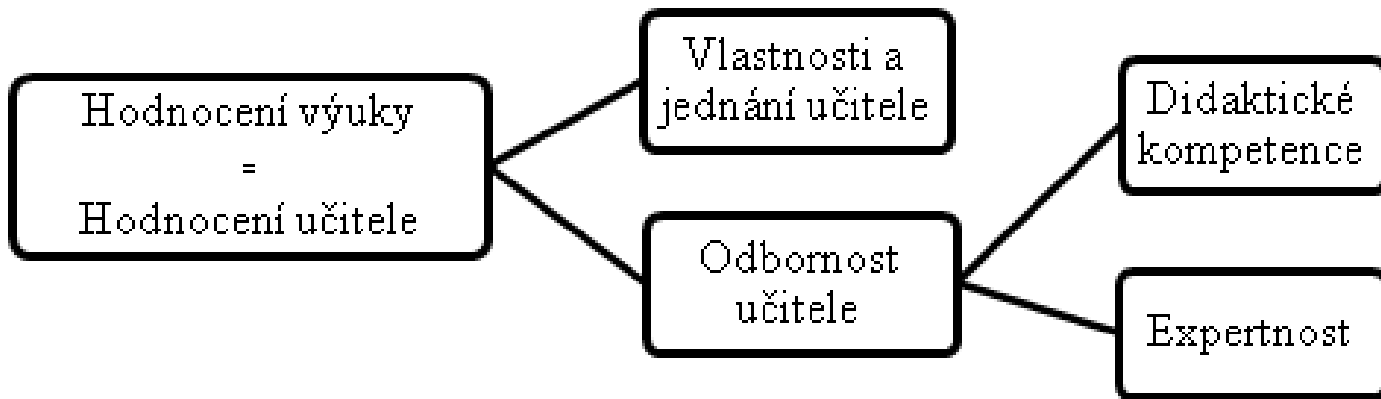 Hodnocení výuky
=
Hodnocení učitele
Vlastnosti a
jednání učitele
Odbornost
učitele
Didaktické
kompetence
Expertnost